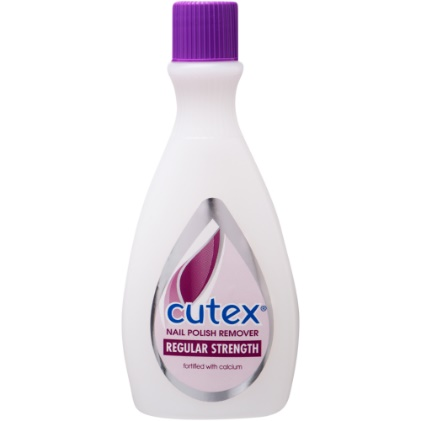 cutex®
NAIL POLISH REMOVER
REGULAR STRENGTH
fortified with calcium